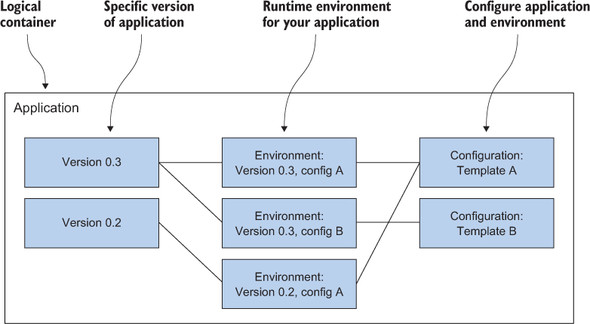 Logical
container
Specific version
of application
Runtime environment
for your application
Configure application
and environment
Application
Version 0.3
Environment:
Version 0.3, config A
Configuration:
Template A
Version 0.2
Environment:
Version 0.3, config B
Configuration:
Template B
Environment:
Version 0.2, config A